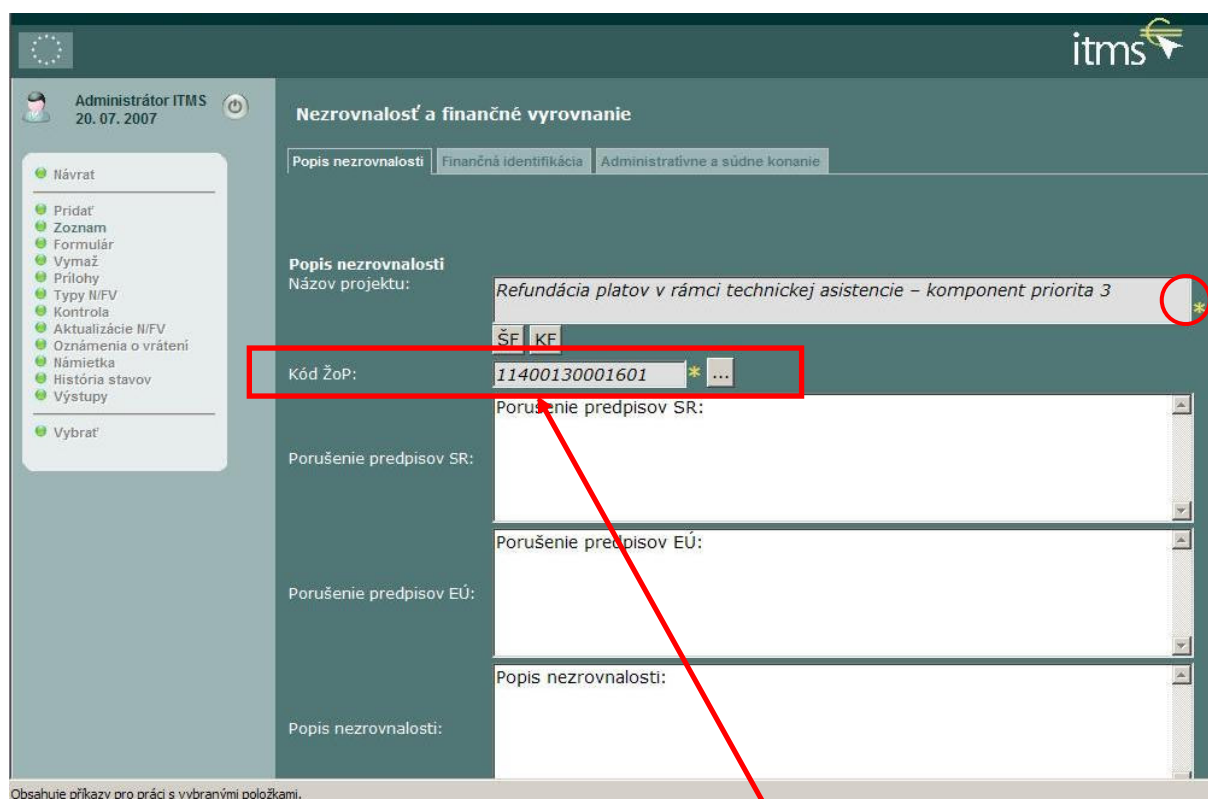 itms
Administrátor ITMS
20. 07. 2007
Návrat
Pridať
Zoznam
Formulár
Vymaž
Prílohy
Typy N/FV
Kontrola
Aktualizácie N/FV
Oznámenia o vrátení
Námietka
História stavov
Výstupy
Vybrať
Nezrovnalosť a finančné vyrovnanie
Popis nezrovnalosti Finančná identifikácia Administratívne a súdne konanie
Popis nezrovnalosti
Názov projektu: Refundácia platov v rámci technickej asistencie – komponent priorita 3 *
ŠF KF
Kód ŽoP: 11400130001601 * ...
Porušenie predpisov SR:
Porušenie predpisov SR:
Porušenie predpisov EÚ:
Porušenie predpisov EÚ:
Popis nezrovnalosti:
Popis nezrovnalosti:
Obsahuje příkazy pro práci s vybranými položkami.